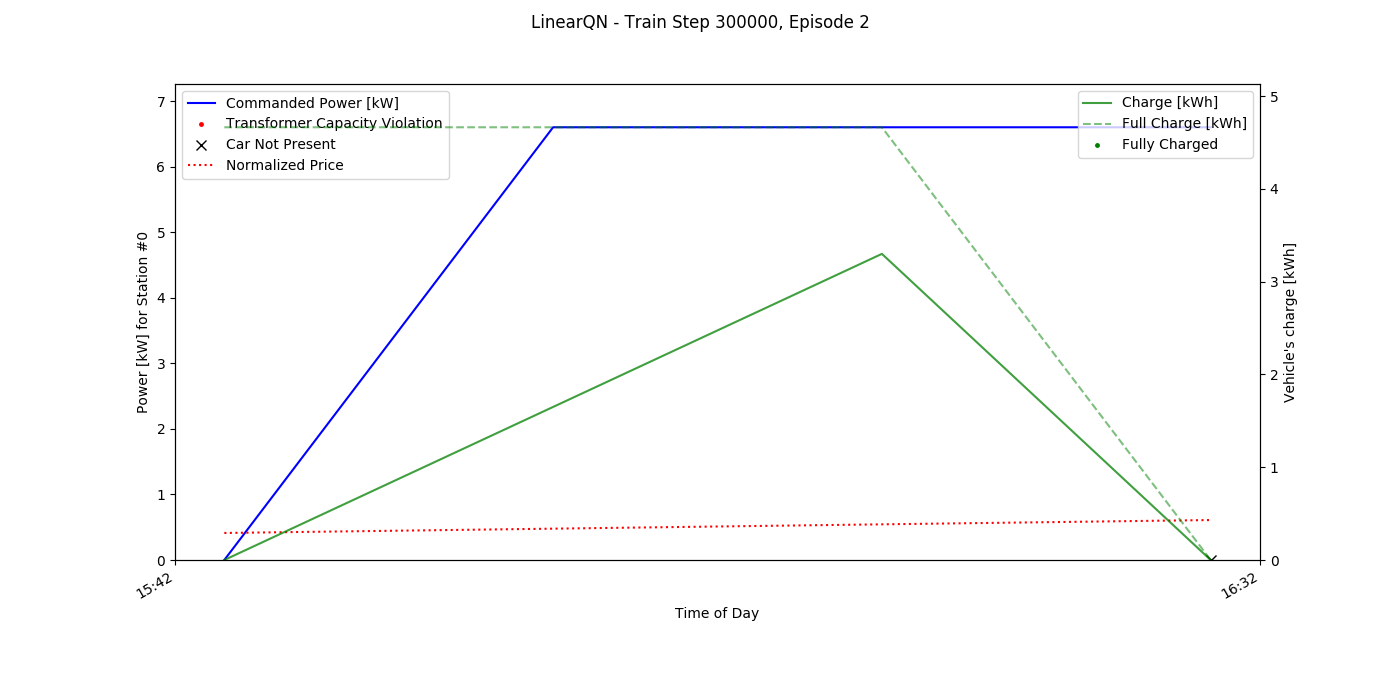 LinearQN - Train Step 300000, Episode 2
Commanded Power [kW]
Transformer Capacity Violation
Car Not Present
Normalized Price
Charge [kWh]
Full Charge [kWh]
Fully Charged
Power [kW] for Station #0
7
6
5
4
3
2
1
0
Vehicle's charge [kWh]
5
4
3
2
1
0
15:42
16:32
Time of Day